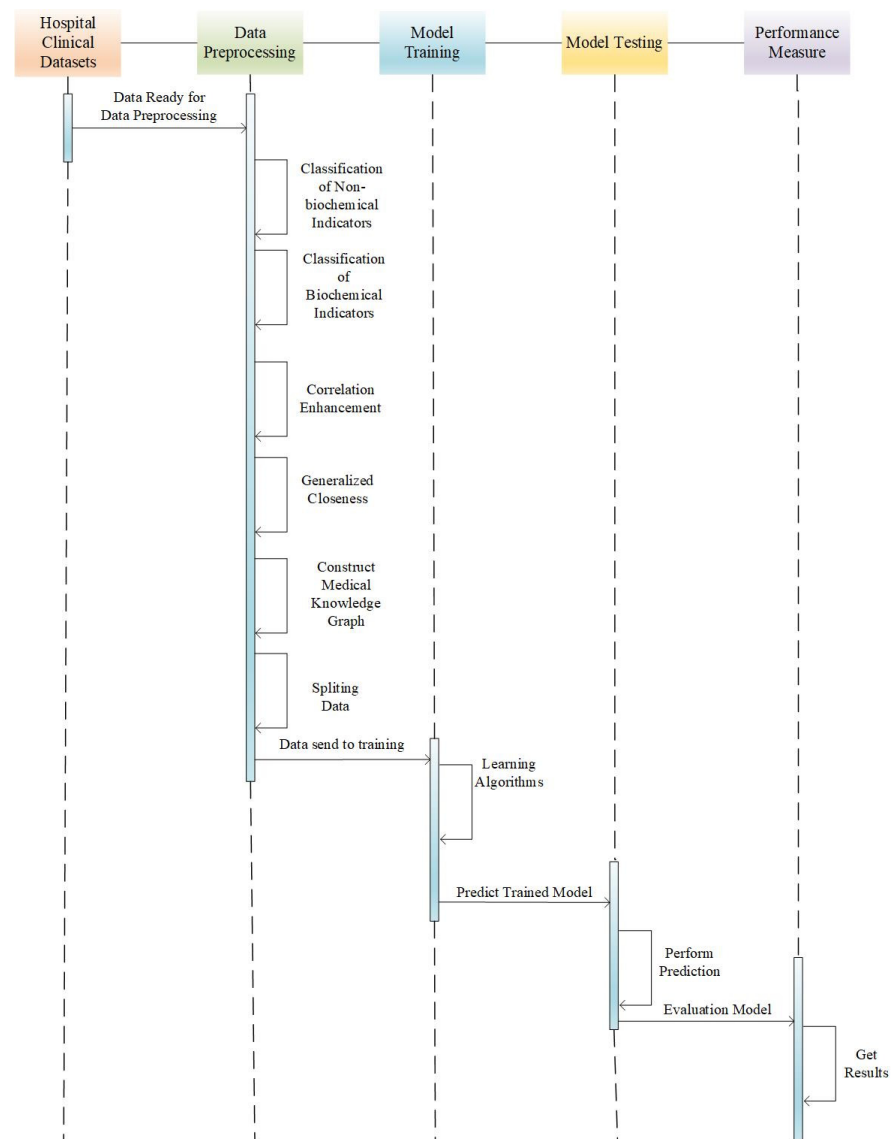 Hospital
Clinical
Datasets
Data
Preprocessing
Model
Training
Model Testing
Performance
Measure
Data Ready for
Data Preprocessing
Classification
of Non-
biochemical
Indicators
Classification
of
Biochemical
Indicators
Correlation
Enhancement
Generalized
Closeness
Construct
Medical
Knowledge
Graph
Spliting
Data
Data send to training
Learning
Algorithms
Predict Trained Model
Perform
Prediction
Evaluation Model
Get
Results